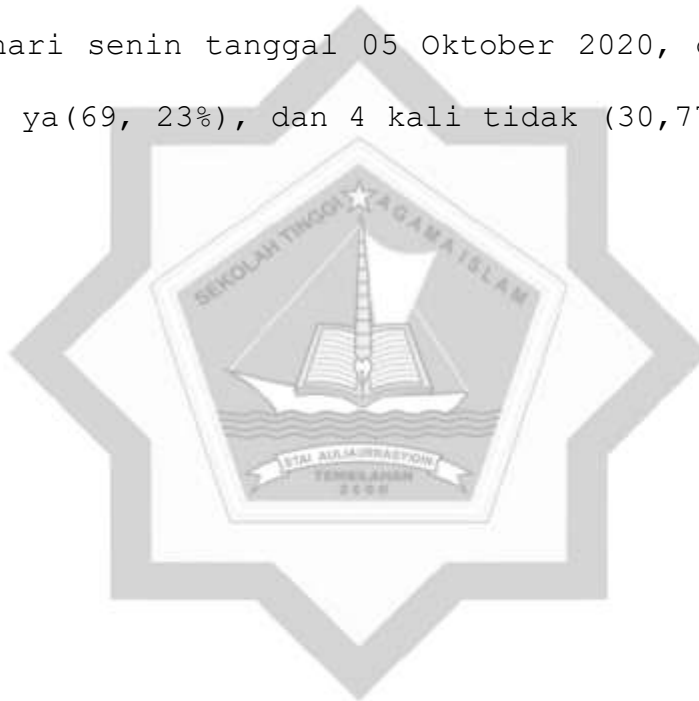 hari senin tanggal 05 Oktober 2020,
ya(69, 23%), dan 4 kali tidak (30,77
SEKOLAH TINGGI AGAMA ISLAM
STAI AULIAURRASYIDIN
TEMBILAHAN